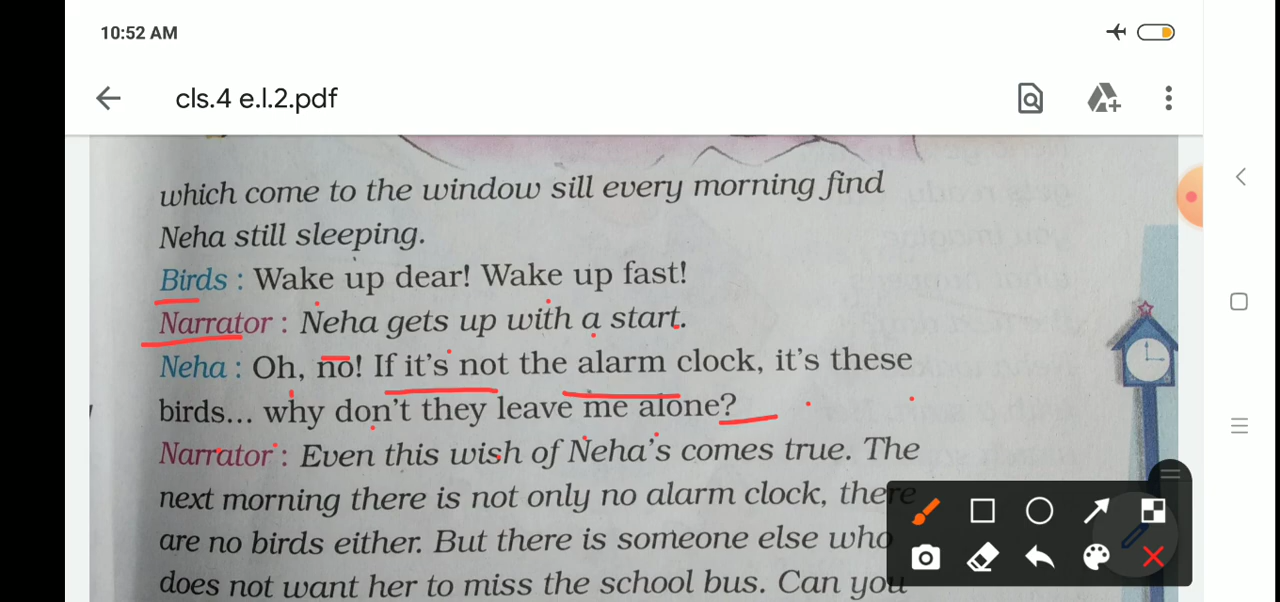 10:52 AM
cls.4 e.l.2.pdf
which come to the window sill every morning find
Neha still sleeping.
Birds : Wake up dear! Wake up fast!
Narrator : Neha gets up with a start.
Neha : Oh, no! If it's not the alarm clock, it's these
birds... why don't they leave me alone?
Narrator : Even this wish of Neha's comes true. The
next morning there is not only no alarm clock, there
are no birds either. But there is someone else who
does not want her to miss the school bus. Can you